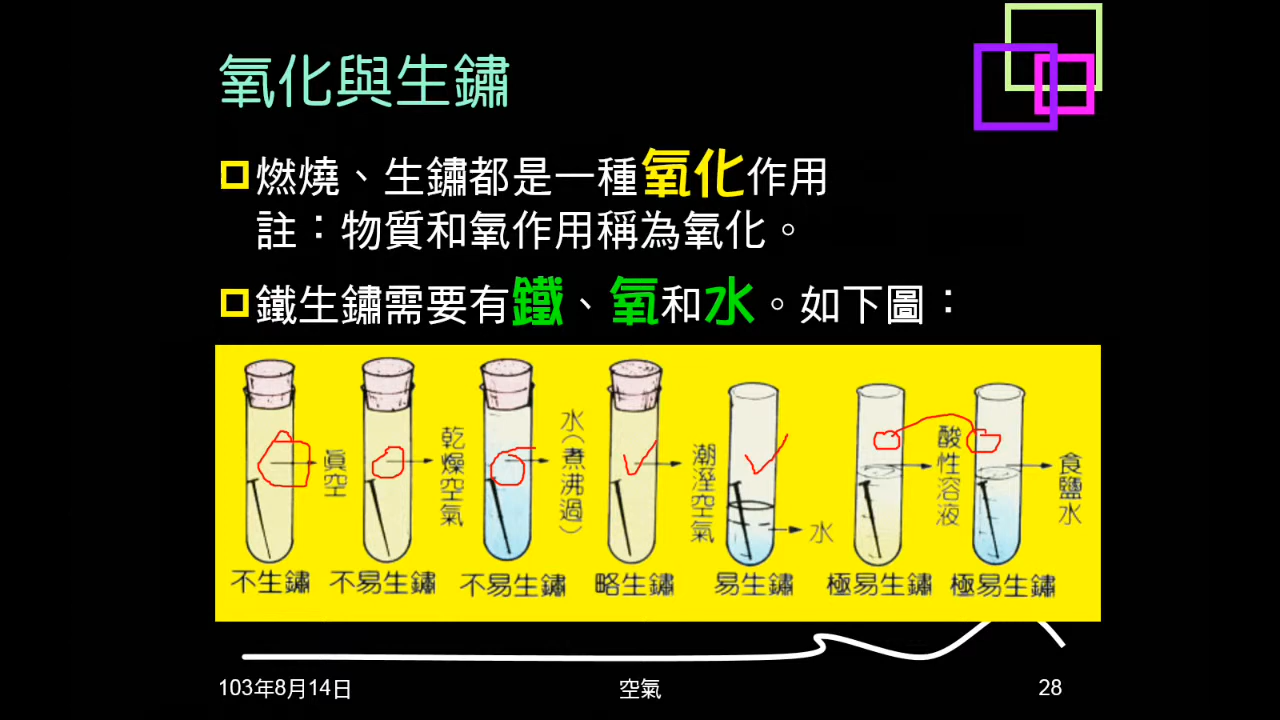 氧化與生鏽
燃燒、生鏽都是一種氧化作用
註：物質和氧作用稱為氧化。
鐵生鏽需要有鐵、氧和水。如下圖：
眞空
乾燥空氣
水（煮沸過）
潮溼空氣
水
酸性溶液
食鹽水
不生鏽
不易生鏽
不易生鏽
略生鏽
易生鏽
極易生鏽
極易生鏽
103年8月14日
空氣
28